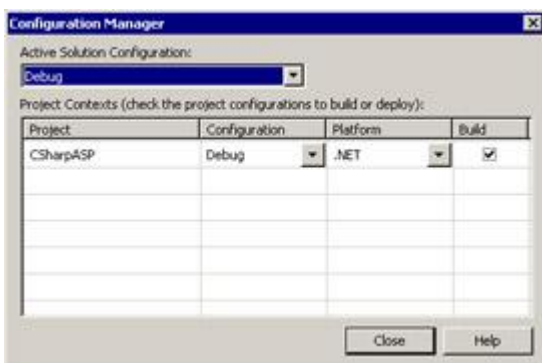 Configuration Manager
Active Solution Configuration:
Debug
Project Contexts (check the project configurations to build or deploy):
Project Configuration Platform Build
CSharpASP Debug .NET
Close Help